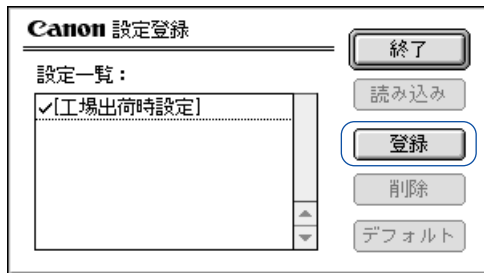 Canon 設定登録
設定一覧：
✓[工場出荷時設定]
終了
読み込み
登録
削除
デフォルト